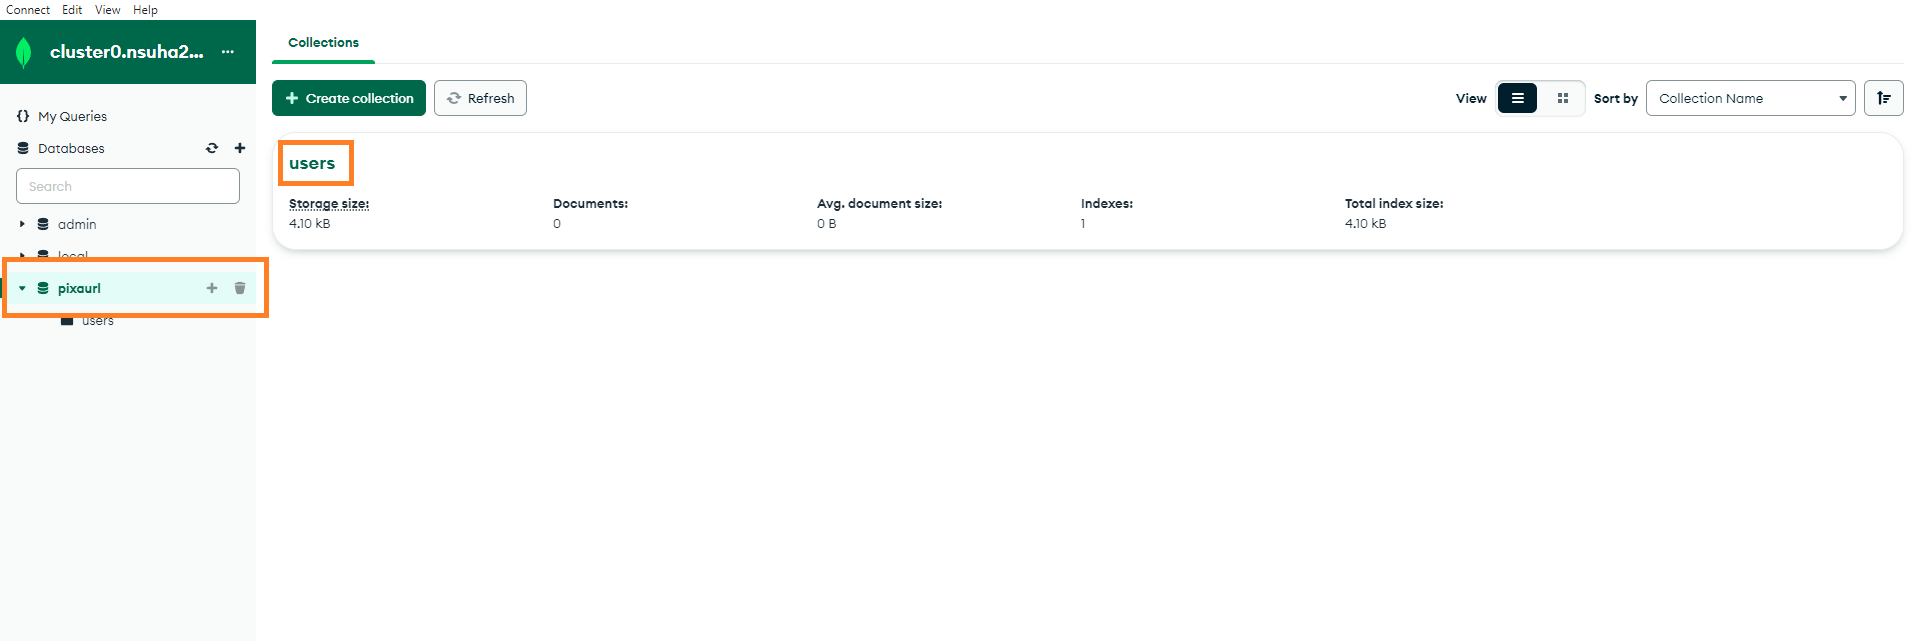 Connect Edit View Help
cluster0.nsuha2... ...
Collections
Create collection
Refresh
View
Sort by
Collection Name
My Queries
Databases
Search
admin
local
pixaurl
users
users
Storage size:
4.10 kB
Documents:
0
Avg. document size:
0 B
Indexes:
1
Total index size:
4.10 kB